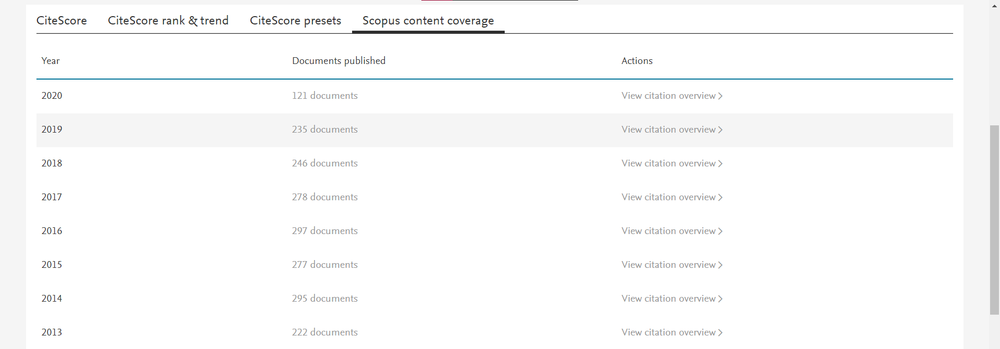 CiteScore CiteScore rank & trend CiteScore presets Scopus content coverage
Year Documents published Actions
2020 121 documents View citation overview
2019 235 documents View citation overview
2018 246 documents View citation overview
2017 278 documents View citation overview
2016 297 documents View citation overview
2015 277 documents View citation overview
2014 295 documents View citation overview
2013 222 documents View citation overview